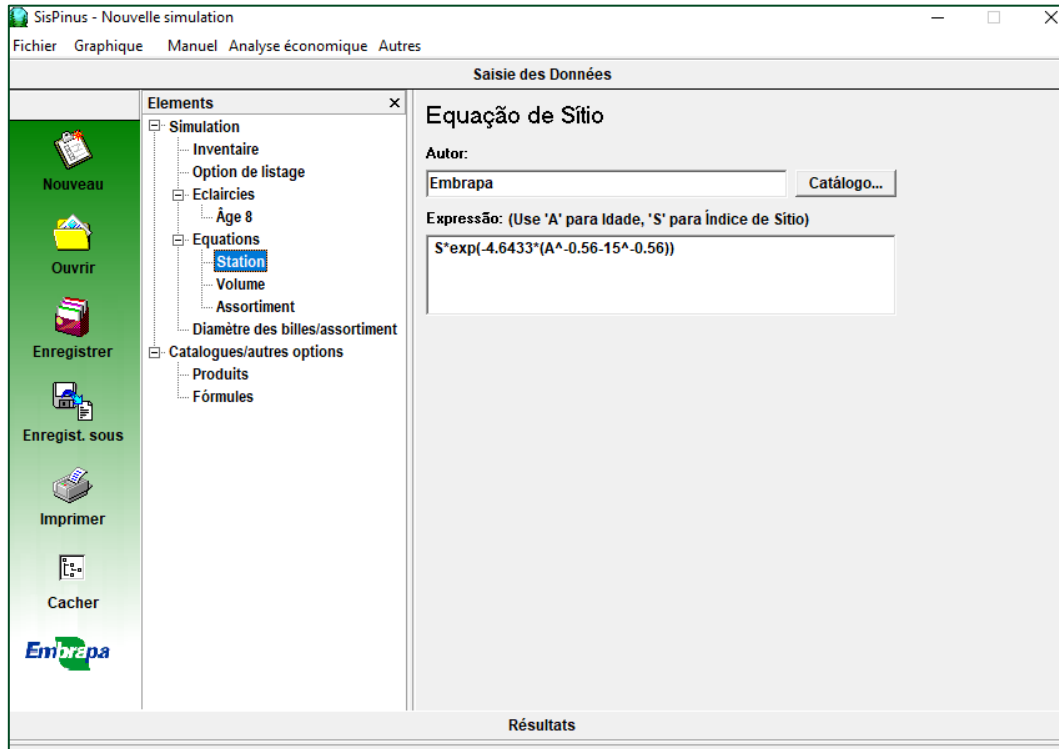 SisPinus - Nouvelle simulation
Fichier Graphique Manuel Analyse économique Autres
Saisie des Données
Nouveau
Ouvrir
Enregistrer
Enregist. sous
Imprimer
Cacher
Embrapa
Elements
Simulation
Inventaire
Option de listage
Eclaircies
Âge 8
Equations
Station
Volume
Assortiment
Diamètre des billes/assortiment
Catalogues/autres options
Produits
Fórmules
Equação de Sítio
Autor:
Embrapa Catálogo...
Expressão: (Use 'A' para Idade, 'S' para Índice de Sítio)
S*exp(-4.6433*(A^-0.56-15^-0.56))
Résultats